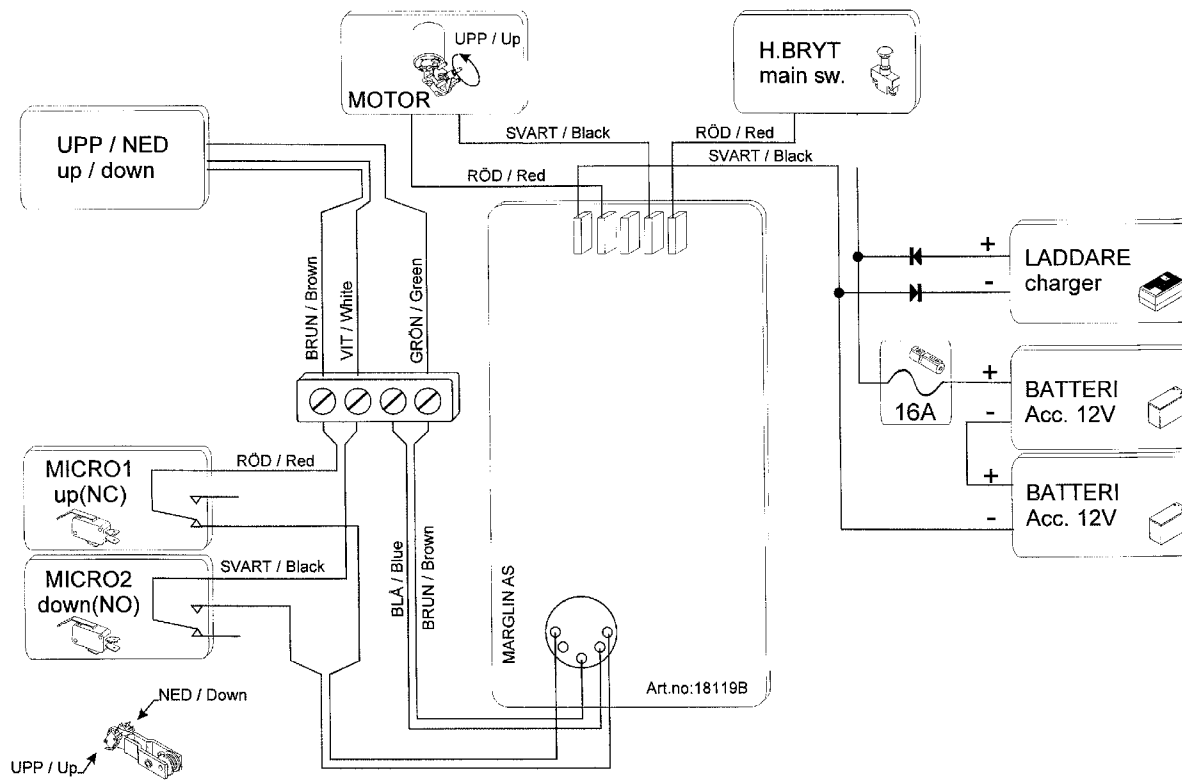 UPP / Up
MOTOR
H.BRYT
main sw.
UPP / NED
up / down
SVART / Black
RÖD / Red
SVART / Black
RÖD / Red
BRUN / Brown
VIT / White
GRÖN / Green
+
-
LADDARE
charger
16A
+
-
BATTERI
Acc. 12V
+
-
BATTERI
Acc. 12V
MICRO1
up(NC)
RÖD / Red
MICRO2
down(NO)
SVART / Black
BLÅ / Blue
BRUN / Brown
MARGLIN AS
Art.no:18119B
NED / Down
UPP / Up